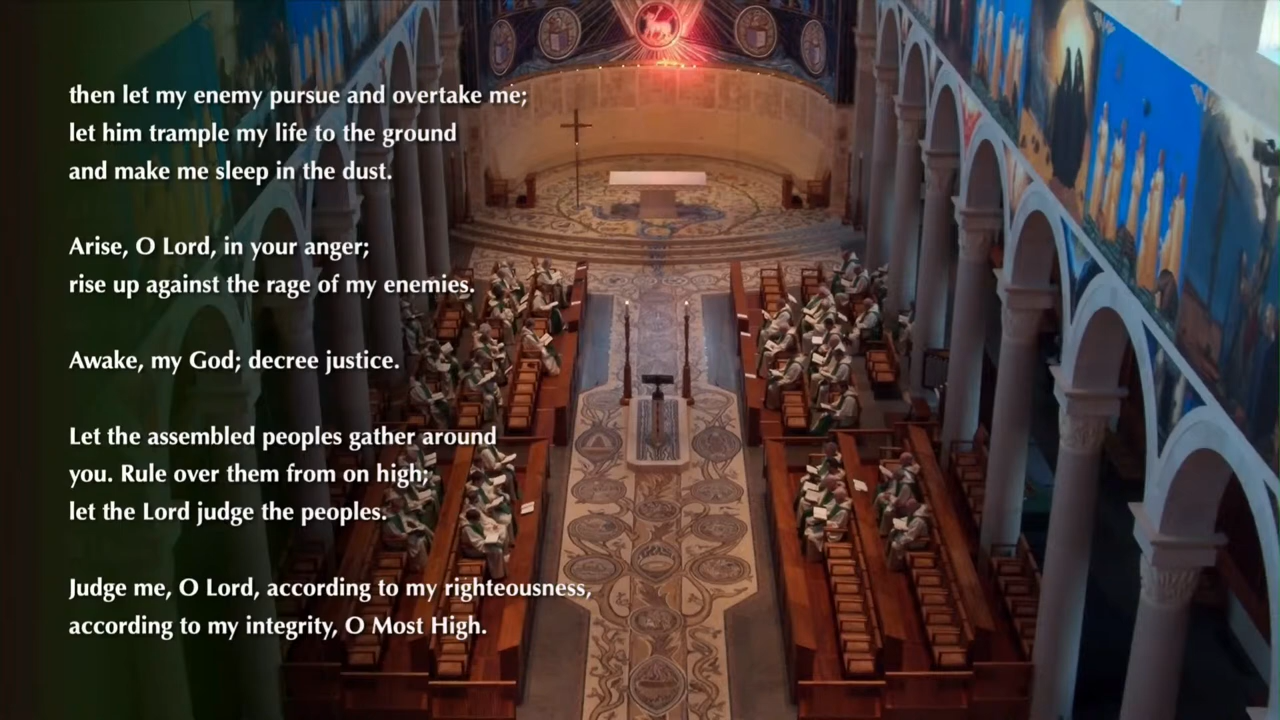 then let my enemy pursue and overtake me;
let him trample my life to the ground
and make me sleep in the dust.
Arise, O Lord, in your anger;
rise up against the rage of my enemies.
Awake, my God; decree justice.
Let the assembled peoples gather around
you. Rule over them from on high;
let the Lord judge the peoples.
Judge me, O Lord, according to my righteousness,
according to my integrity, O Most High.